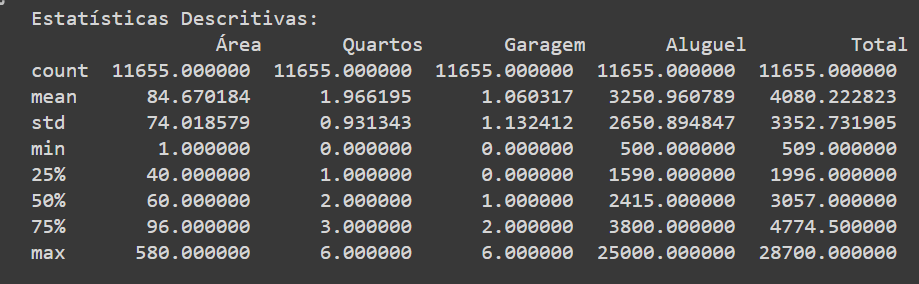 Estatísticas Descritivas:
Área Quartos Garagem Aluguel Total
count 11655.000000 11655.000000 11655.000000 11655.000000 11655.000000
mean 84.670184 1.966195 1.060317 3250.960789 4080.222823
std 74.018579 0.931343 1.132412 2650.894847 3352.731905
min 1.000000 0.000000 0.000000 500.000000 509.000000
25% 40.000000 1.000000 0.000000 1590.000000 1996.000000
50% 60.000000 2.000000 1.000000 2415.000000 3057.000000
75% 96.000000 3.000000 2.000000 3800.000000 4774.500000
max 580.000000 6.000000 6.000000 25000.000000 28700.000000